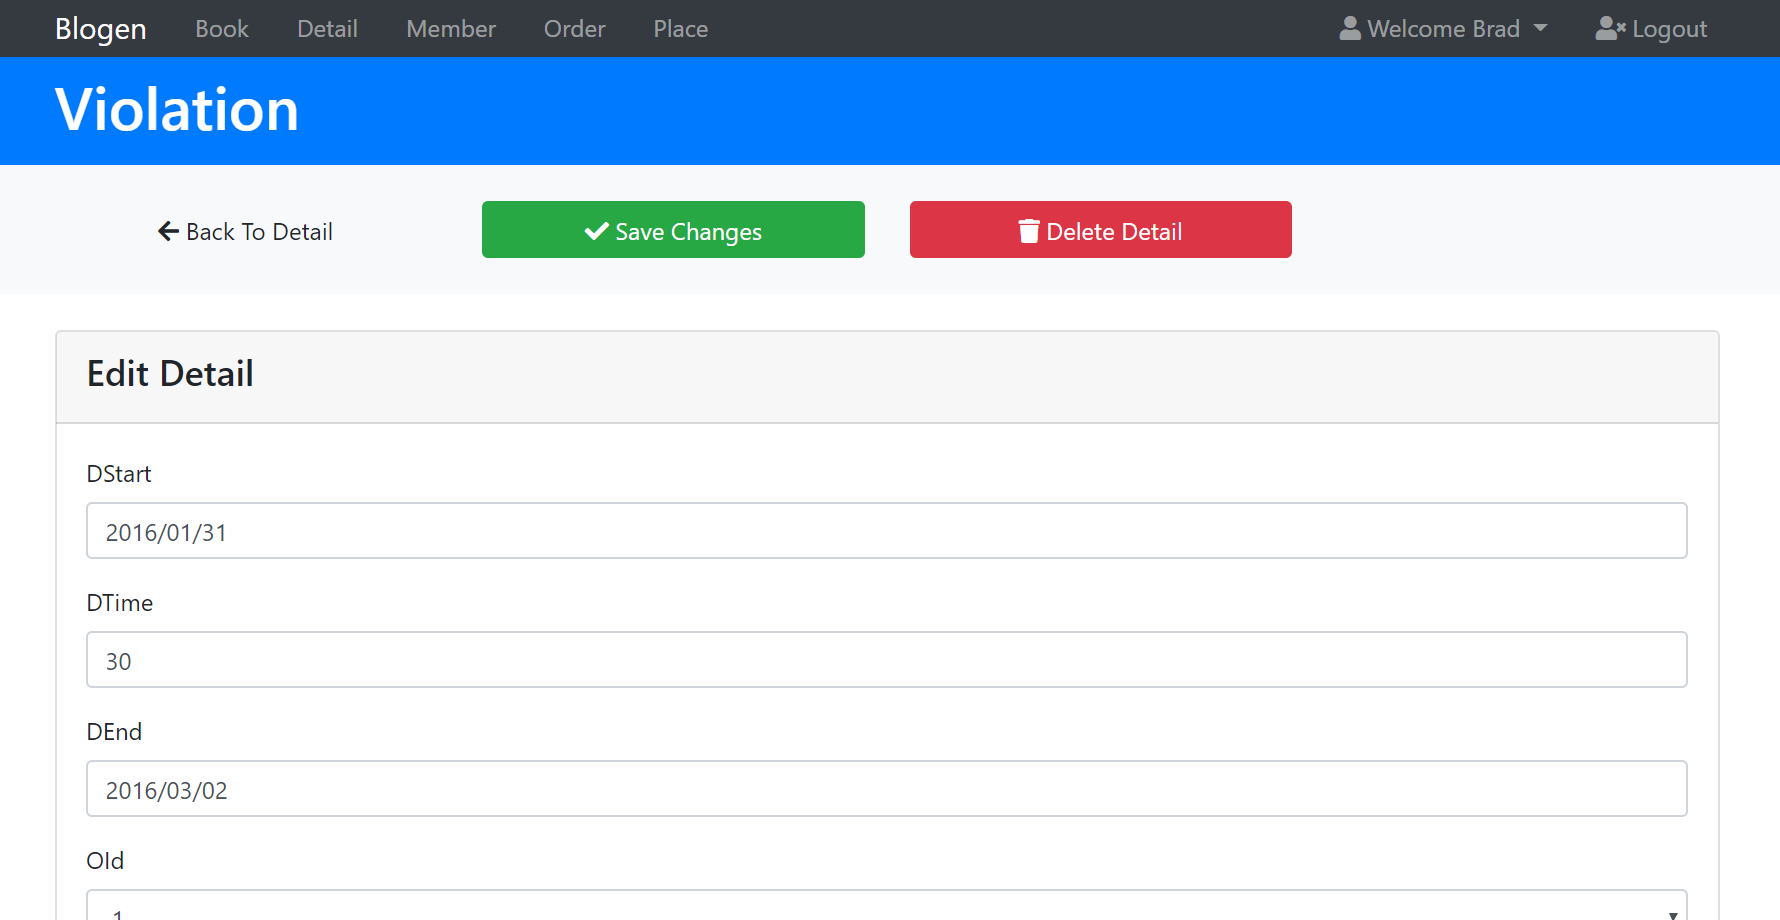 Blogen Book Detail Member Order Place Welcome Brad Logout
Violation
Back To Detail Save Changes Delete Detail
Edit Detail
DStart
2016/01/31
DTime
30
DEnd
2016/03/02
OId
1